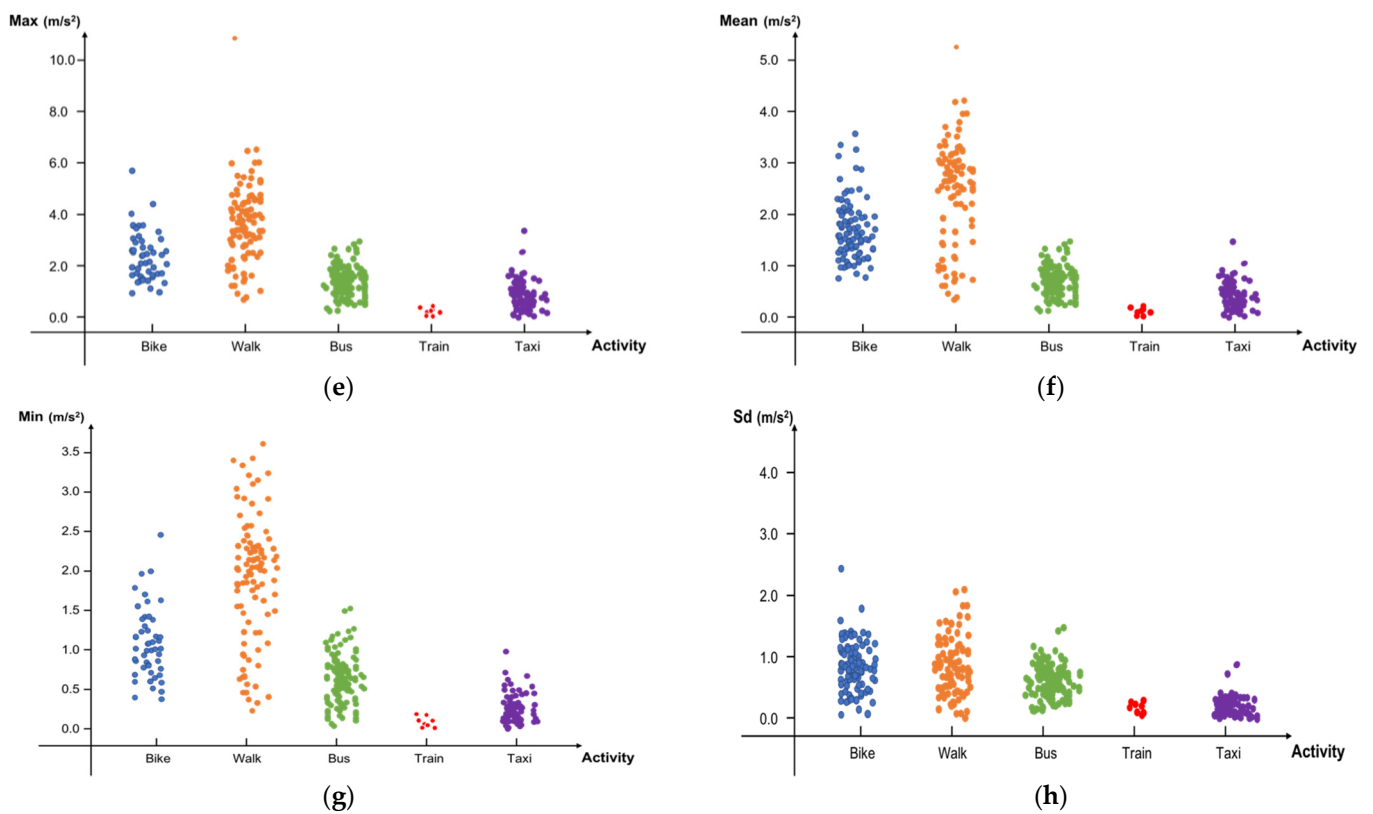 Max (m/s²)
10.0
8.0
6.0
4.0
2.0
0.0
Bike Walk Bus Train Taxi Activity
(e)
Mean (m/s²)
5.0
4.0
3.0
2.0
1.0
0.0
Bike Walk Bus Train Taxi Activity
(f)
Min (m/s²)
3.5
3.0
2.5
2.0
1.5
1.0
0.5
0.0
Bike Walk Bus Train Taxi Activity
(g)
Sd (m/s²)
4.0
3.0
2.0
1.0
0.0
Bike Walk Bus Train Taxi Activity
(h)